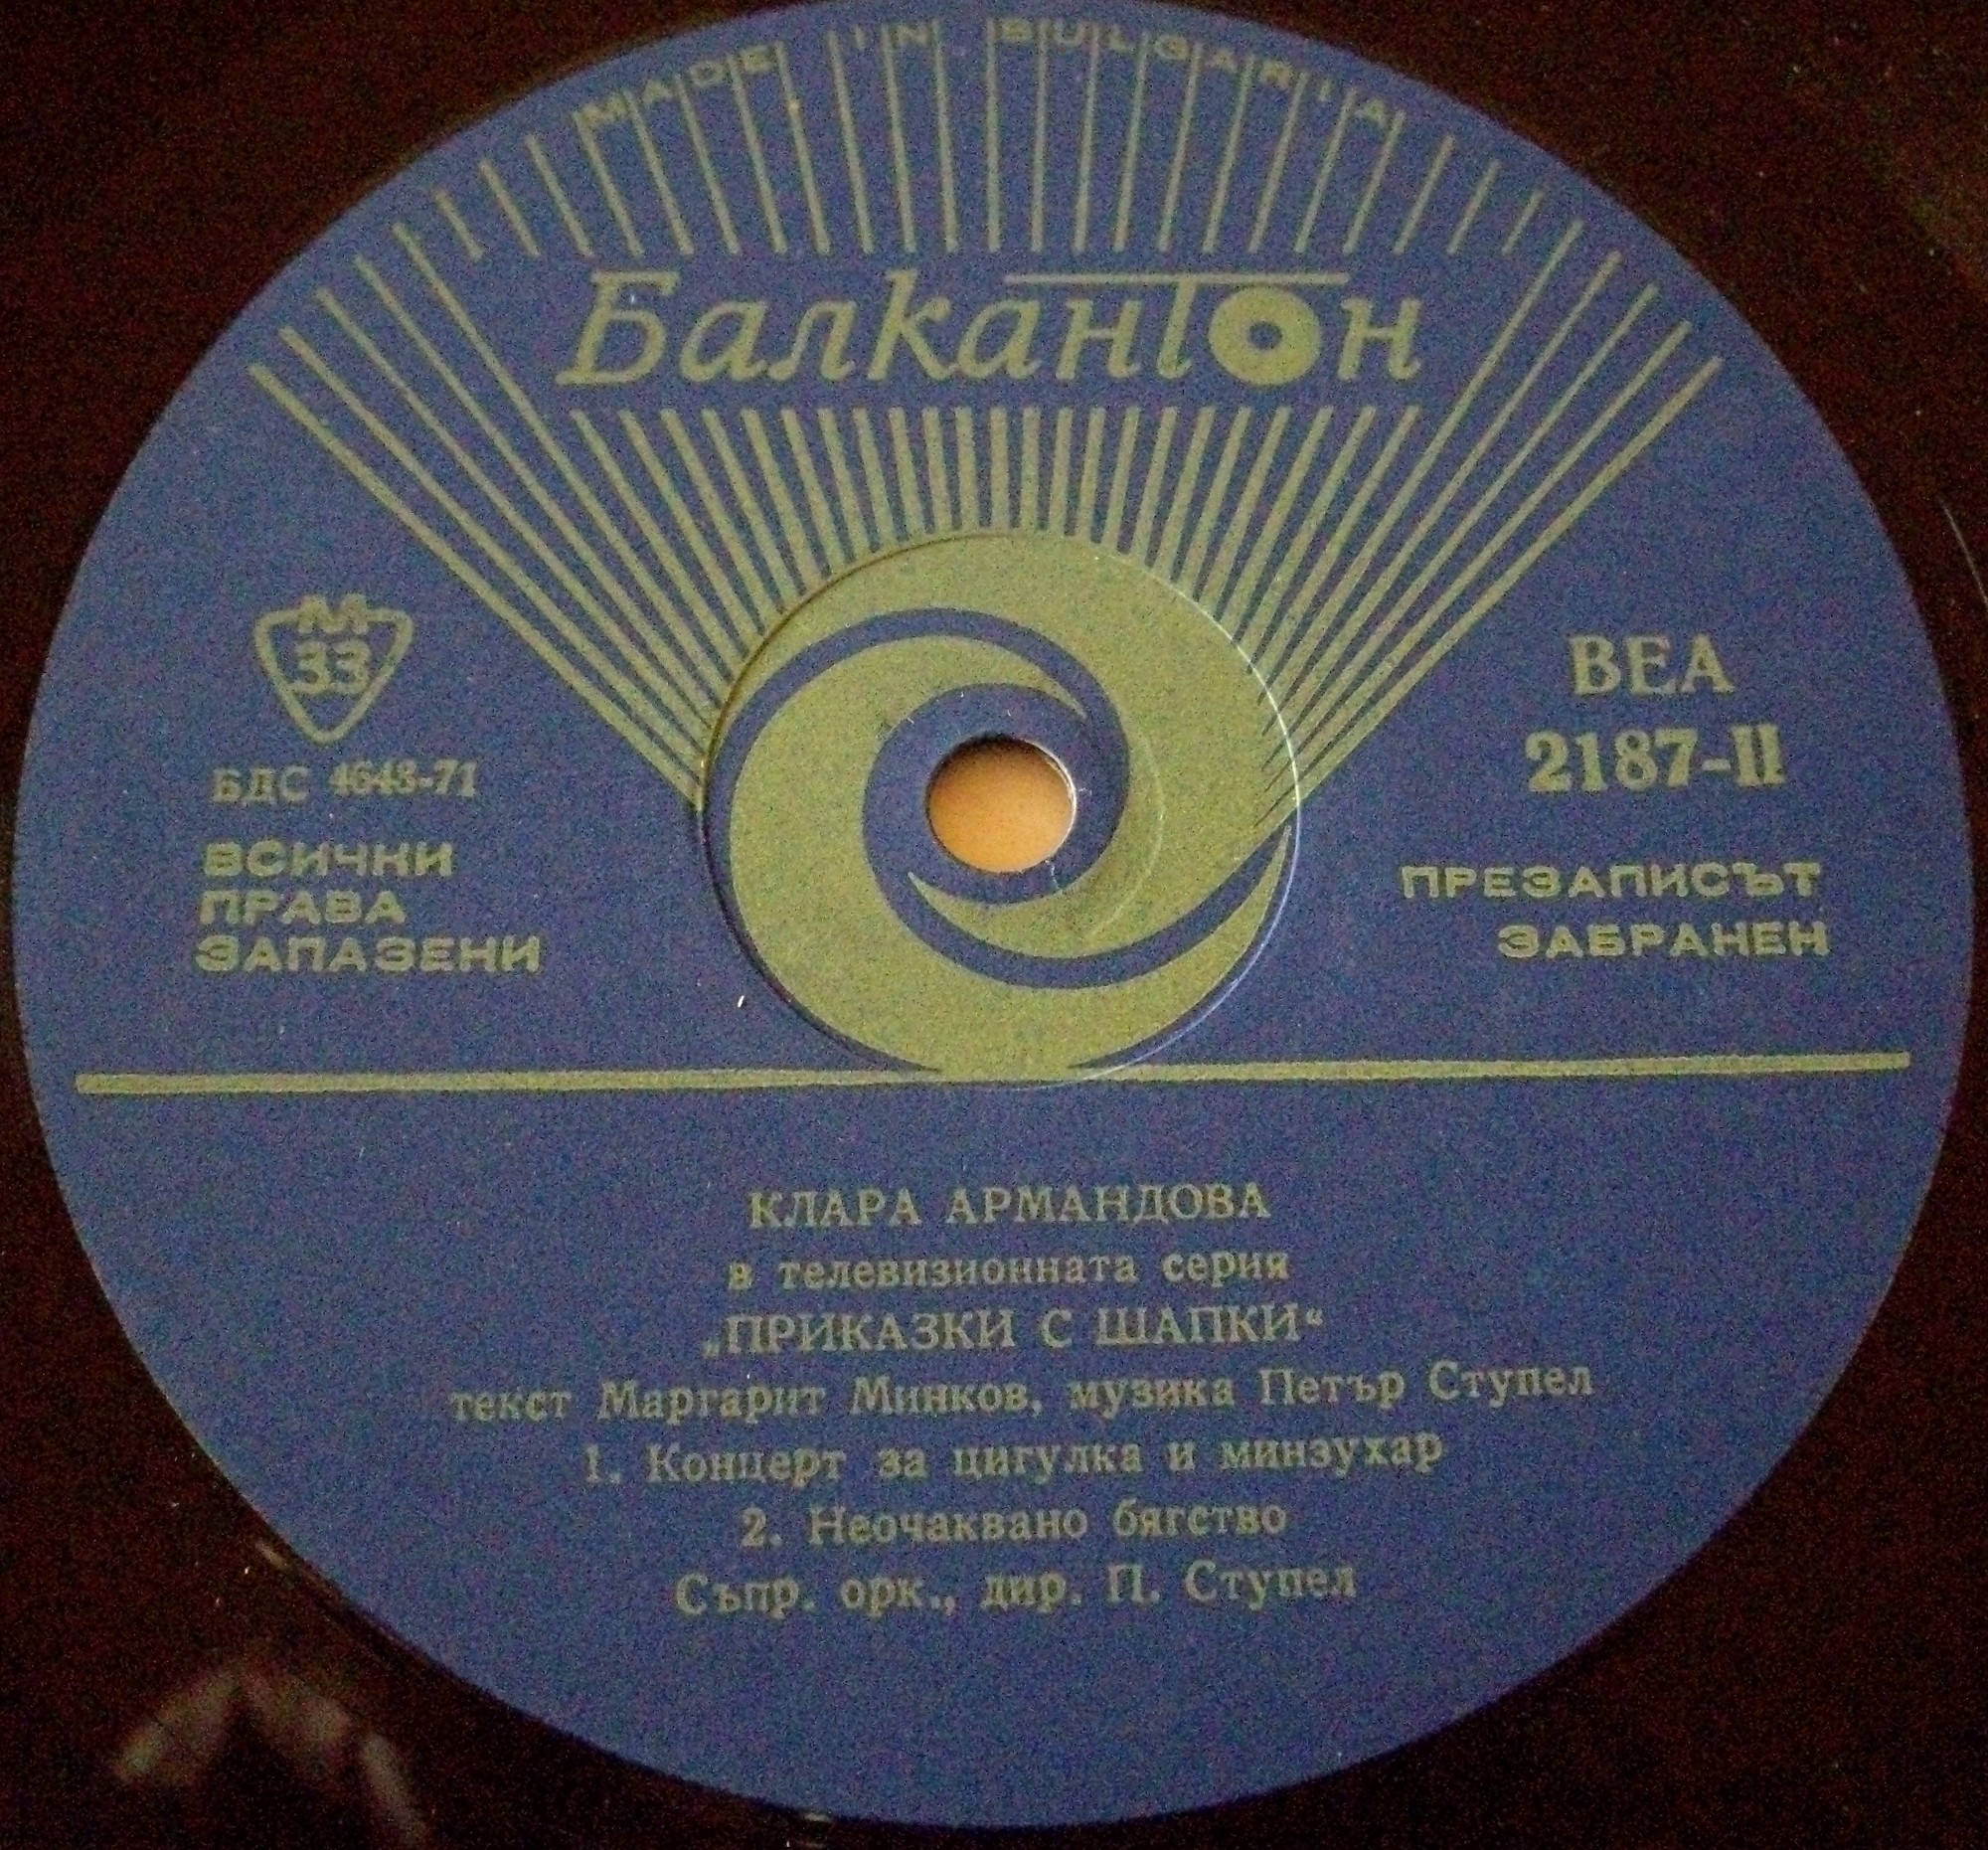 MADE IN BULGARIA
Балкантон
М
33
БДС 4643-71
ВСИЧКИ
ПРАВА
ЗАПАЗЕНИ
ВЕА
2187-II
ПРЕЗАПИСЪТ
ЗАБРАНЕН
КЛАРА АРМАНДОВА
в телевизионната серия
„ПРИКАЗКИ С ШАПКИ“
текст Маргарит Минков, музика Петър Ступел
1. Концерт за цигулка и минзухар
2. Неочаквано бягство
Съпр. орк., дир. П. Ступел